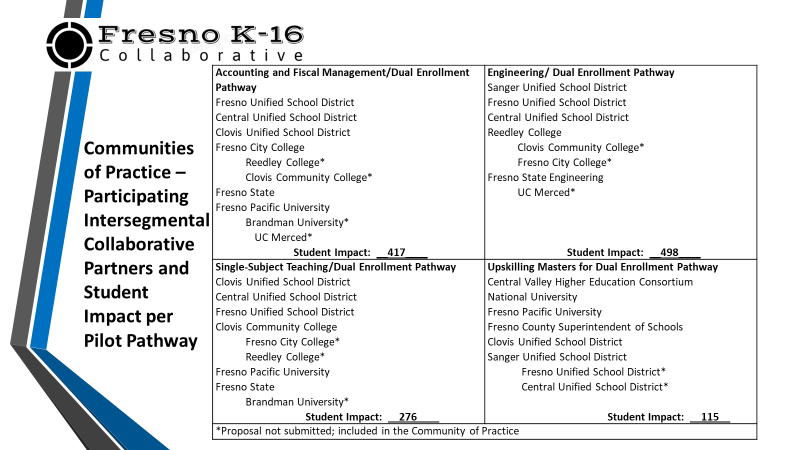 Fresno K-16
Collaborative
Communities
of Practice –
Participating
Intersegmental
Collaborative
Partners and
Student
Impact per
Pilot Pathway
Accounting and Fiscal Management/Dual Enrollment
Pathway
Fresno Unified School District
Central Unified School District
Clovis Unified School District
Fresno City College
Reedley College*
Clovis Community College*
Fresno State
Fresno Pacific University
Brandman University*
UC Merced*
Student Impact: 417
Engineering/ Dual Enrollment Pathway
Sanger Unified School District
Fresno Unified School District
Central Unified School District
Reedley College
Clovis Community College*
Fresno City College*
Fresno State Engineering
UC Merced*
Student Impact: 498
Single-Subject Teaching/Dual Enrollment Pathway
Clovis Unified School District
Central Unified School District
Fresno Unified School District
Clovis Community College
Fresno City College*
Reedley College*
Fresno Pacific University
Fresno State
Brandman University*
Student Impact: 276
Upskilling Masters for Dual Enrollment Pathway
Central Valley Higher Education Consortium
National University
Fresno Pacific University
Fresno County Superintendent of Schools
Clovis Unified School District
Sanger Unified School District
Fresno Unified School District*
Central Unified School District*
Student Impact: 115
*Proposal not submitted; included in the Community of Practice